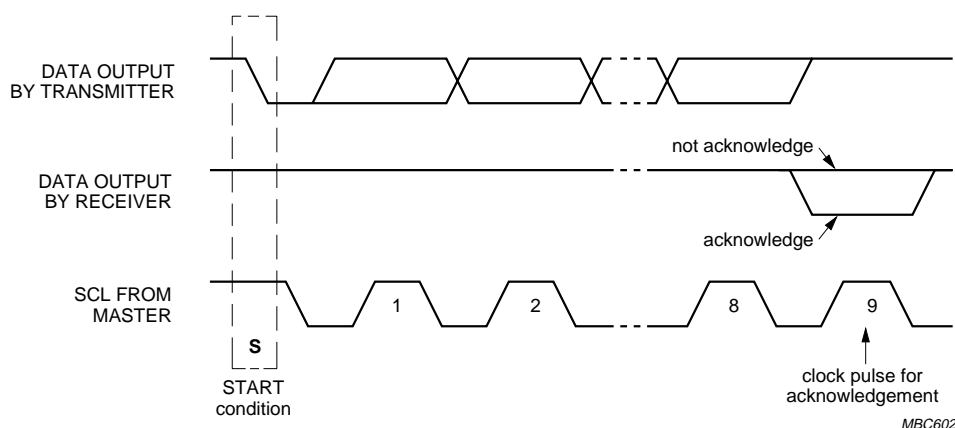 DATA OUTPUT
BY TRANSMITTER
not acknowledge
DATA OUTPUT
BY RECEIVER
acknowledge
SCL FROM
MASTER
1
2
8
9
S
START
condition
clock pulse for
acknowledgement
MBC602